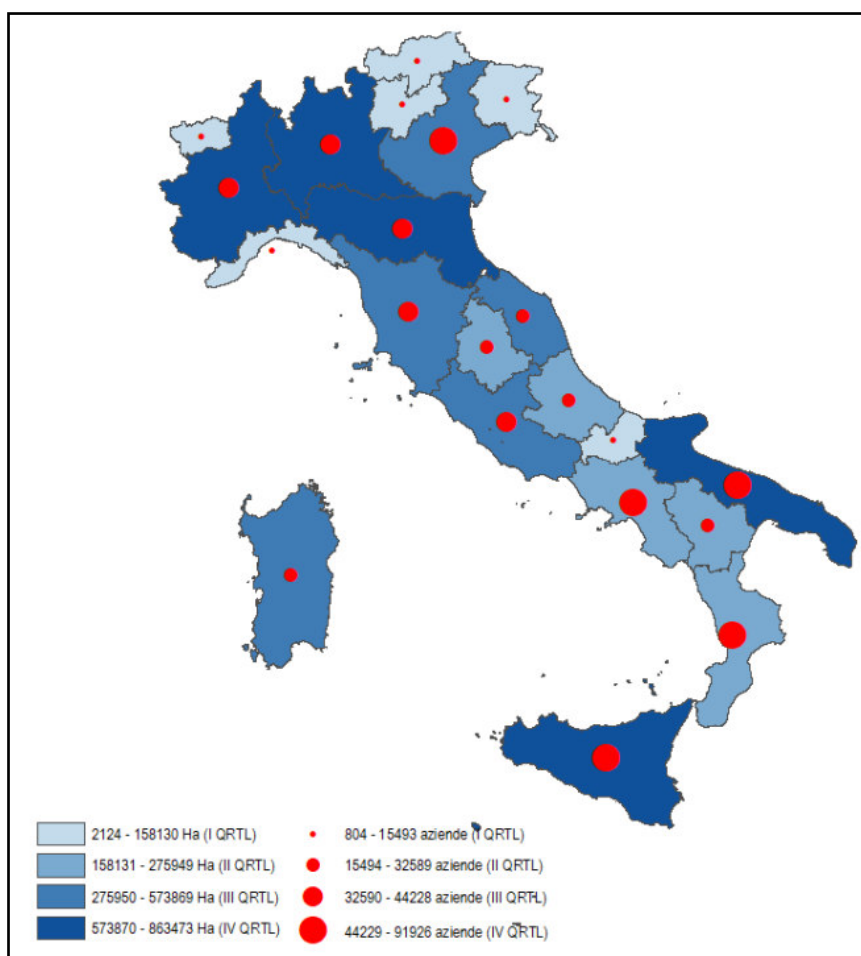 2124 - 158130 Ha (I QRTL)
158131 - 275949 Ha (II QRTL)
275950 - 573869 Ha (III QRTL)
573870 - 863473 Ha (IV QRTL)
804 - 15493 aziende (I QRTL)
15494 - 32589 aziende (II QRTL)
32590 - 44228 aziende (III QRTL)
44229 - 91926 aziende (IV QRTL)